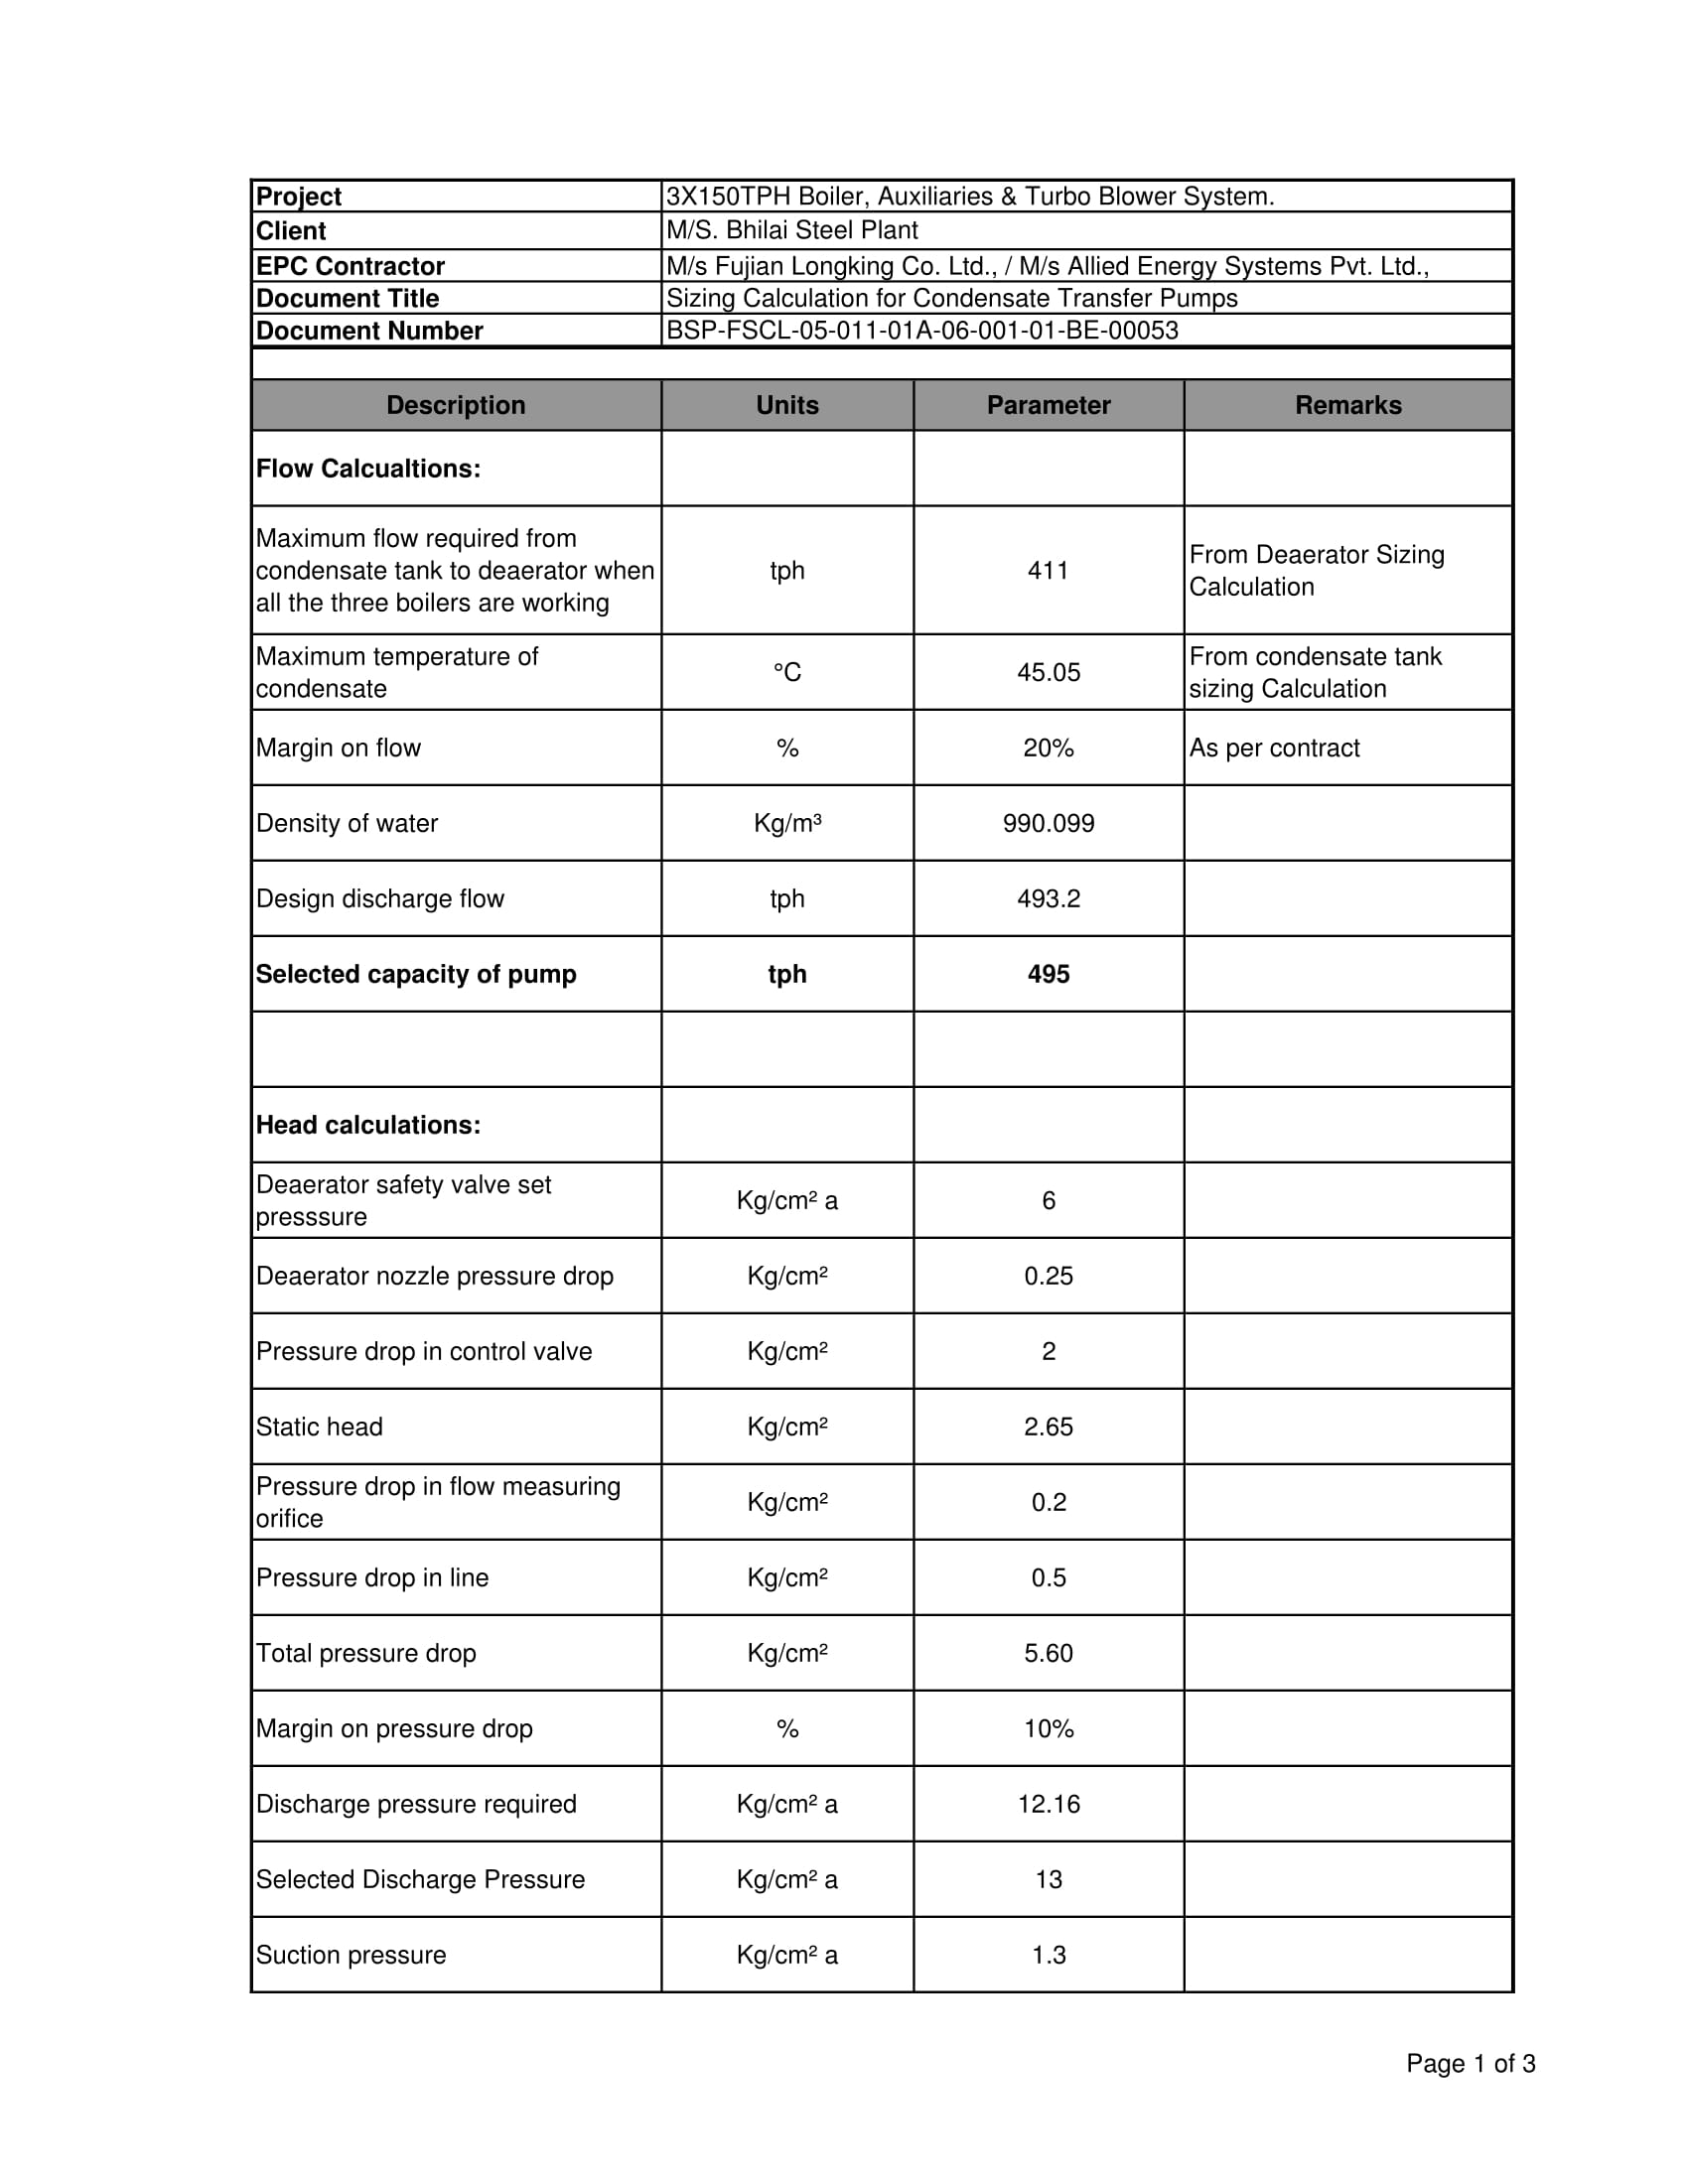 Project 3X150TPH Boiler, Auxiliaries & Turbo Blower System.
Client M/S. Bhilai Steel Plant
EPC Contractor M/s Fujian Longking Co. Ltd., / M/s Allied Energy Systems Pvt. Ltd.,
Document Title Sizing Calculation for Condensate Transfer Pumps
Document Number BSP-FSCL-05-011-01A-06-001-01-BE-00053
Description Units Parameter Remarks
Flow Calcualtions:
Maximum flow required from
condensate tank to deaerator when
all the three boilers are working
tph
411
From Deaerator Sizing
Calculation
Maximum temperature of
condensate
°C
45.05
From condensate tank
sizing Calculation
Margin on flow % 20% As per contract
Density of water Kg/m³ 990.099
Design discharge flow tph 493.2
Selected capacity of pump tph 495
Head calculations:
Deaerator safety valve set
presssure
Kg/cm² a
6
Deaerator nozzle pressure drop Kg/cm² 0.25
Pressure drop in control valve Kg/cm² 2
Static head Kg/cm² 2.65
Pressure drop in flow measuring
orifice
Kg/cm²
0.2
Pressure drop in line Kg/cm² 0.5
Total pressure drop Kg/cm² 5.60
Margin on pressure drop % 10%
Discharge pressure required Kg/cm² a 12.16
Selected Discharge Pressure Kg/cm² a 13
Suction pressure Kg/cm² a 1.3
Page 1 of 3